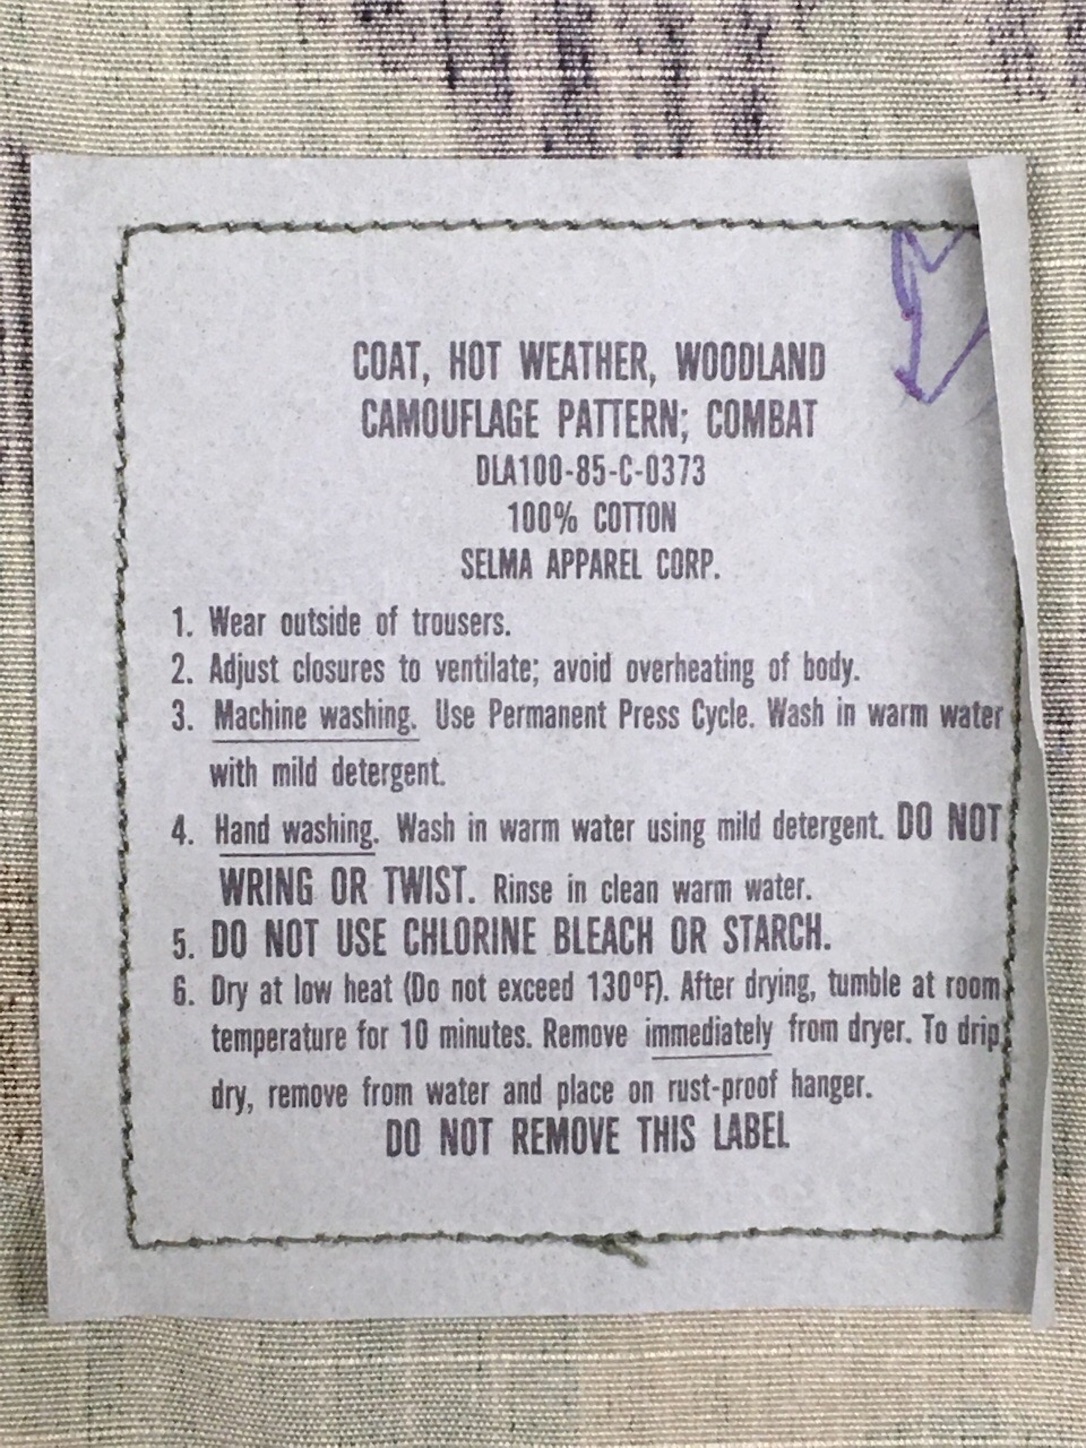 COAT, HOT WEATHER, WOODLAND
CAMOUFLAGE PATTERN; COMBAT
DLA100-85-C-0373
100% COTTON
SELMA APPAREL CORP.
1. Wear outside of trousers.
2. Adjust closures to ventilate; avoid overheating of body.
3. Machine washing. Use Permanent Press Cycle. Wash in warm water
with mild detergent.
4. Hand washing. Wash in warm water using mild detergent. DO NOT
WRING OR TWIST. Rinse in clean warm water.
5. DO NOT USE CHLORINE BLEACH OR STARCH.
6. Dry at low heat (Do not exceed 130ºF). After drying, tumble at room
temperature for 10 minutes. Remove immediately from dryer. To drip
dry, remove from water and place on rust-proof hanger.
DO NOT REMOVE THIS LABEL